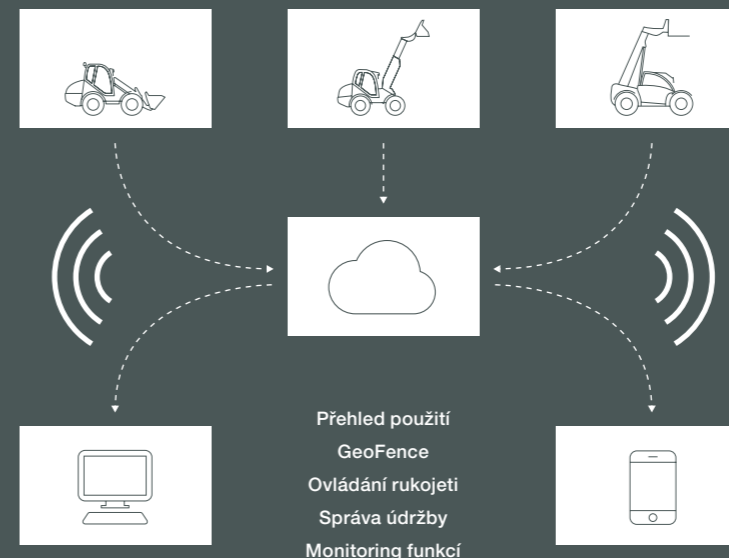 Přehled použití
GeoFence
Ovládání rukojeti
Správa údržby
Monitoring funkcí